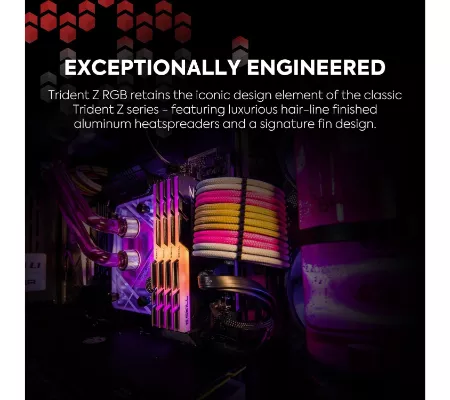 EXCEPTIONALLY ENGINEERED
Trident Z RGB retains the iconic design element of the classic
Trident Z series - featuring luxurious hair-line finished
aluminum heatspreaders and a signature fin design.